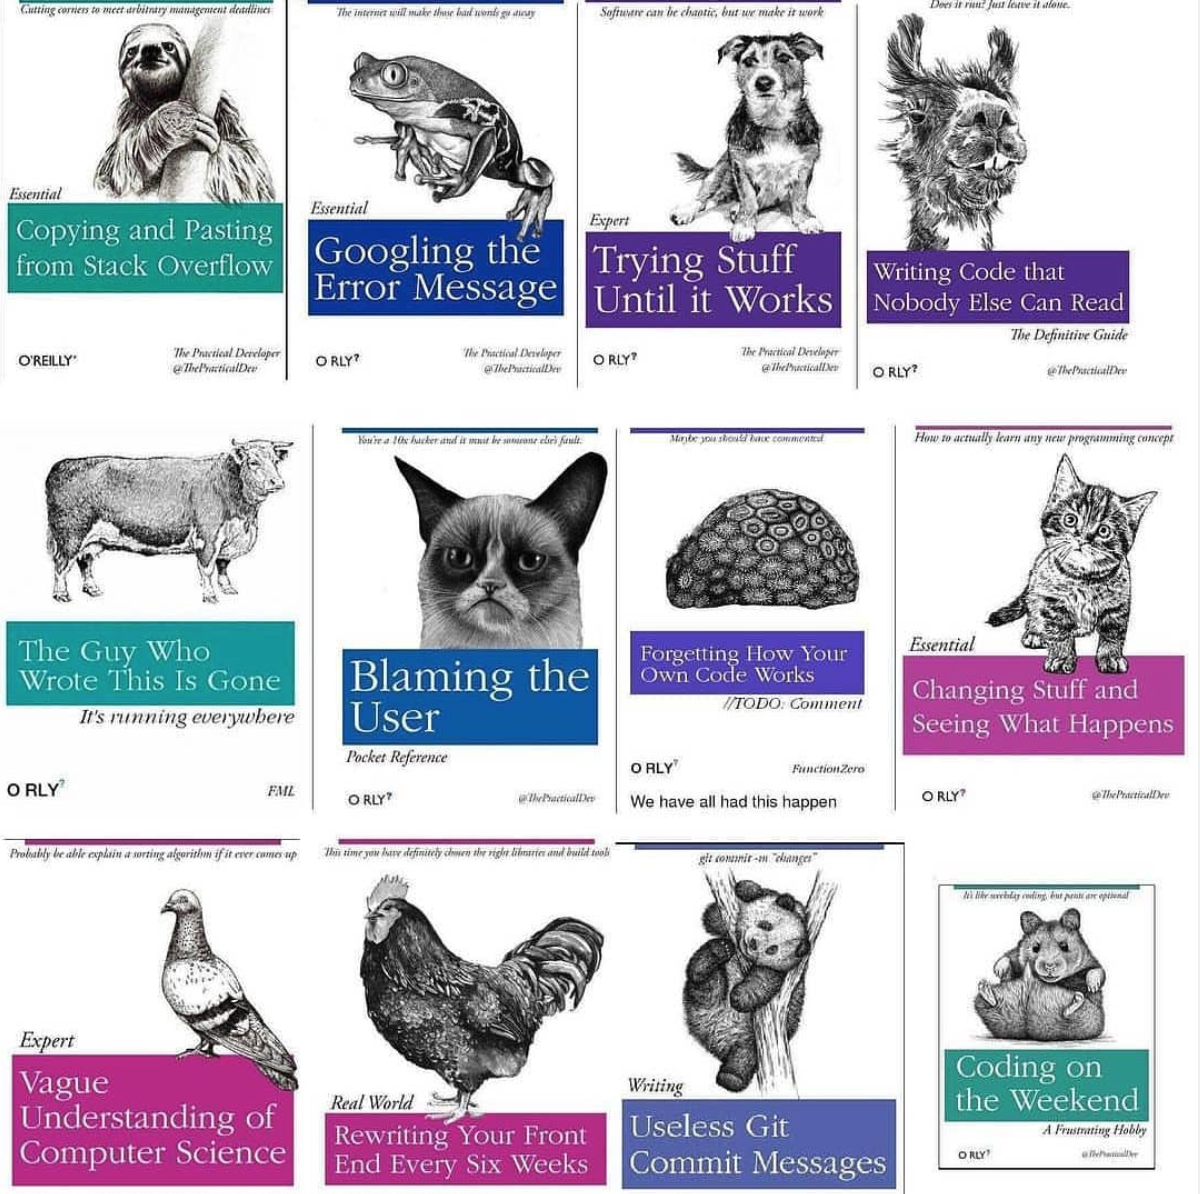 Cutting corners to meet arbitrary management deadlines
Essential
Copying and Pasting
from Stack Overflow
O'REILLY®
The Practical Developer
@ThePracticalDev
The internet will make those bad words go away
Essential
Googling the
Error Message
O RLY?
The Practical Developer
@ThePracticalDev
Software can be chaotic, but we make it work
Expert
Trying Stuff
Until it Works
O RLY?
The Practical Developer
@ThePracticalDev
Does it run? Just leave it alone.
Writing Code that
Nobody Else Can Read
The Definitive Guide
O RLY?
@ThePracticalDev
The Guy Who
Wrote This Is Gone
It's running everywhere
O RLY?
FML
You're a 10x hacker and it must be someone else's fault.
Blaming the
User
Pocket Reference
O RLY?
@ThePracticalDev
Maybe you should have commented
Forgetting How Your
Own Code Works
//TODO: Comment
O RLY?
FunctionZero
We have all had this happen
How to actually learn any new programming concept
Essential
Changing Stuff and
Seeing What Happens
O RLY?
@ThePracticalDev
Probably be able explain a sorting algorithm if it ever comes up
Expert
Vague
Understanding of
Computer Science
This time you have definitely chosen the right libraries and build tools
Real World
Rewriting Your Front
End Every Six Weeks
git commit -m "changes"
Writing
Useless Git
Commit Messages
It's like weekday coding, but pants are optional
Coding on
the Weekend
A Frustrating Hobby
O RLY?
@ThePracticalDev